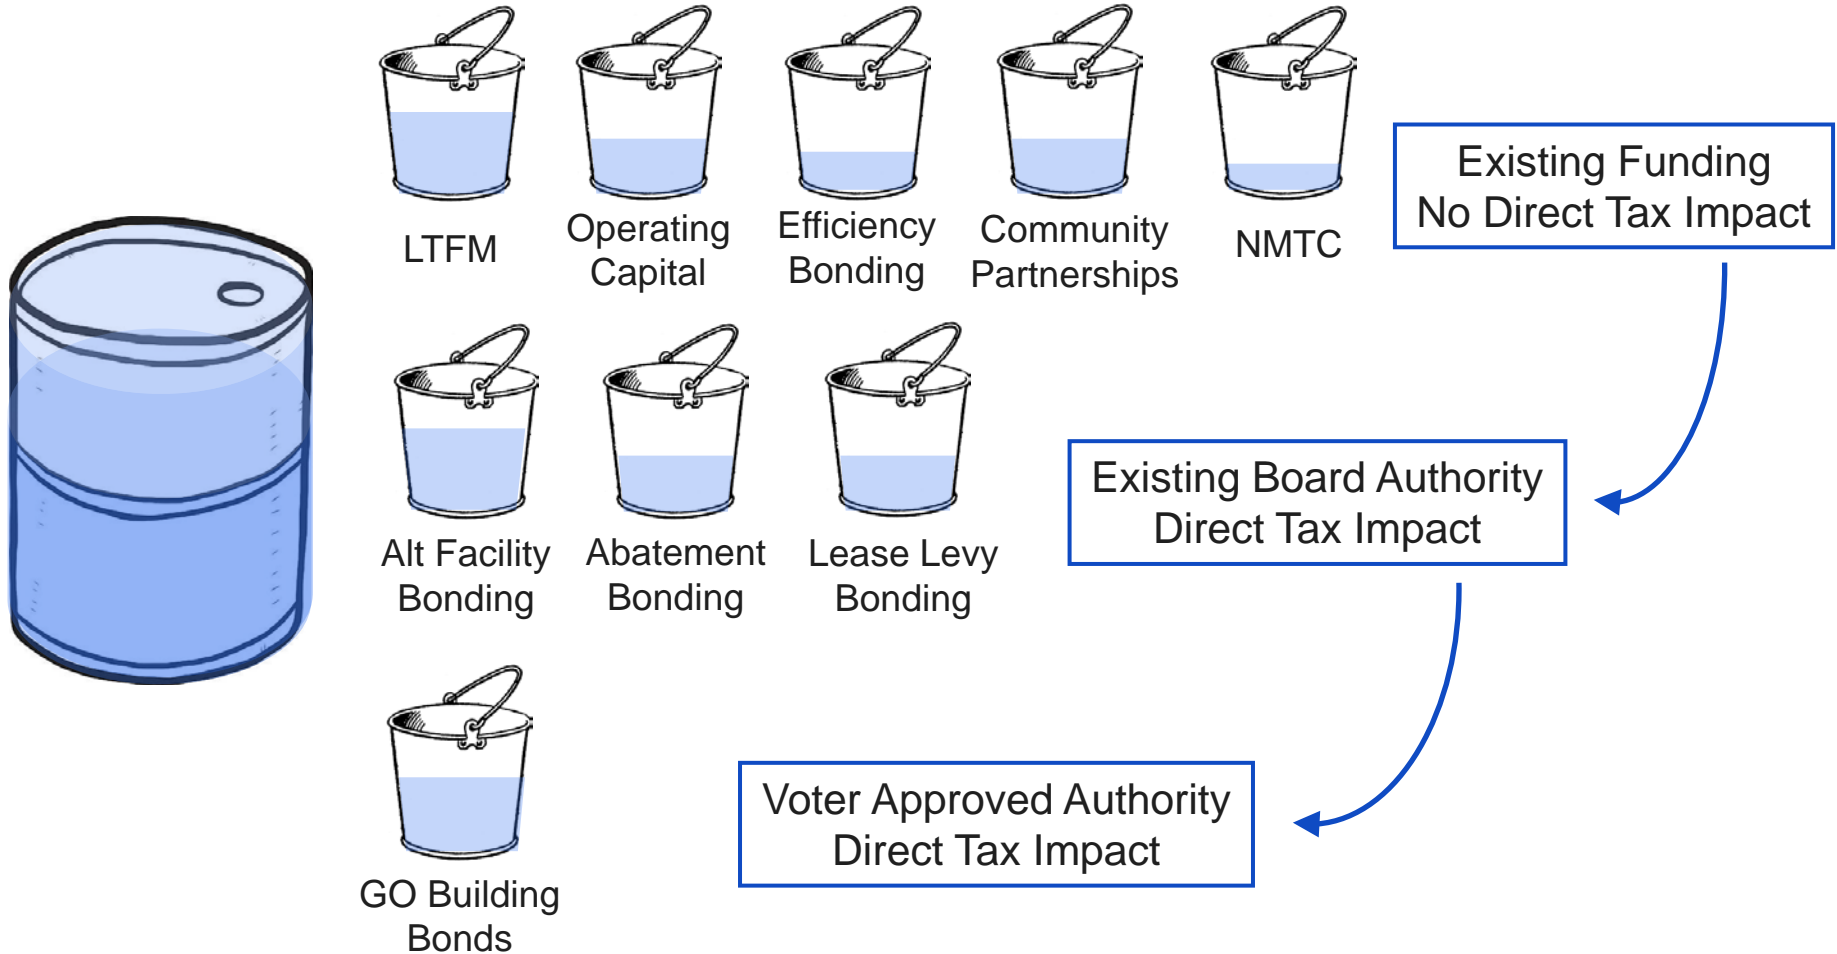 LTFM
Operating
Capital
Efficiency
Bonding
Community
Partnerships
NMTC
Existing Funding
No Direct Tax Impact
Alt Facility
Bonding
Abatement
Bonding
Lease Levy
Bonding
Existing Board Authority
Direct Tax Impact
GO Building
Bonds
Voter Approved Authority
Direct Tax Impact